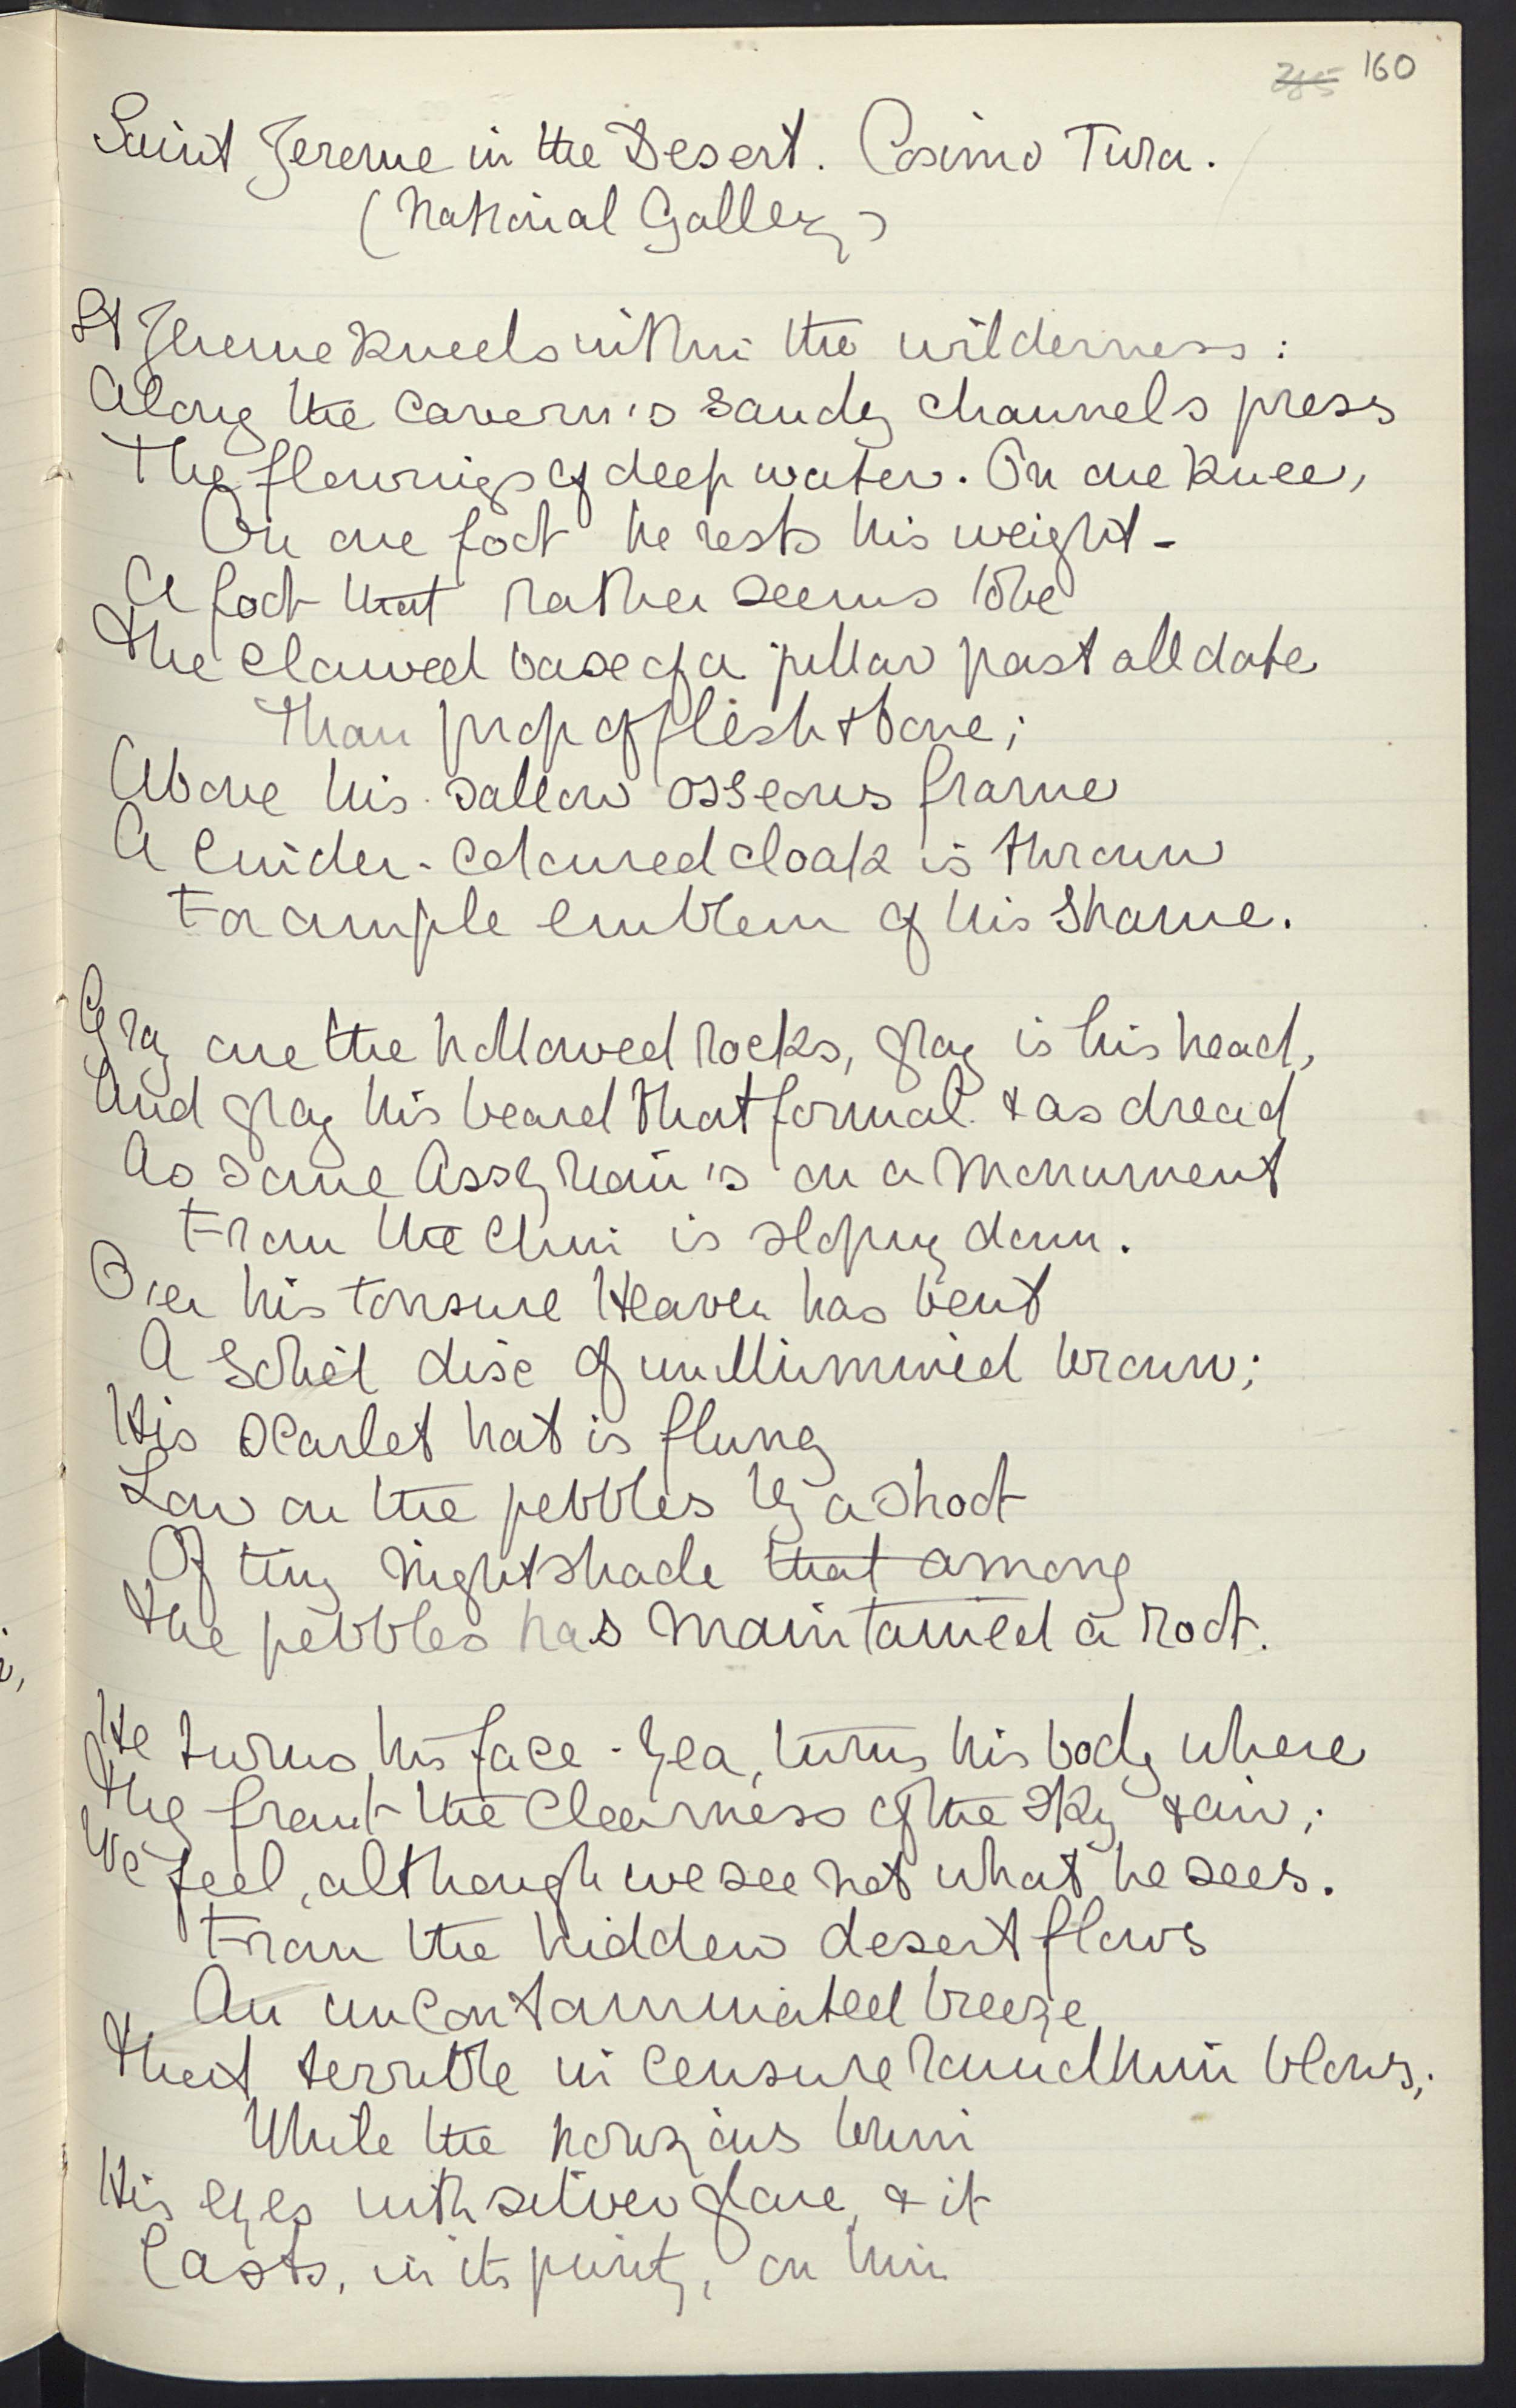 160
Saint Jerome in the Desert. Cosimo Tura.
(National Gallery)
St Jerome kneels within the wilderness:
Along the cavern's sandy channels press
The flowings of deep water. On one knee,
On one foot he rests his weight -
A foot that rather seems to be
The clawed base of a pillar past all date
Than prop of flesh & bone;
Above his sallow osseous frame
A cinder-coloured cloak is thrown
For ample emblem of his shame.
Gray are the hollowed rocks, gray is his head,
And gray his beard that formal & as dread
As some Assyrian's on a monument
From the chin is sloping down.
O'er his tonsure Heaven has bent
A solid disc of unillumined brown;
His scarlet hat is flung
Low on the pebbles by a shoot
Of tiny nightshade that among
The pebbles has maintained a root.
He turns his face - yea, turns his body where
They front the clearness of the sky & air;
We feel, although we see not what he sees.
From the hidden desert flows
An uncontaminated breeze
That terrible in censure round him blows;
While the horizons brim
His eyes with silver glare, & it
Casts, in its purity, on him